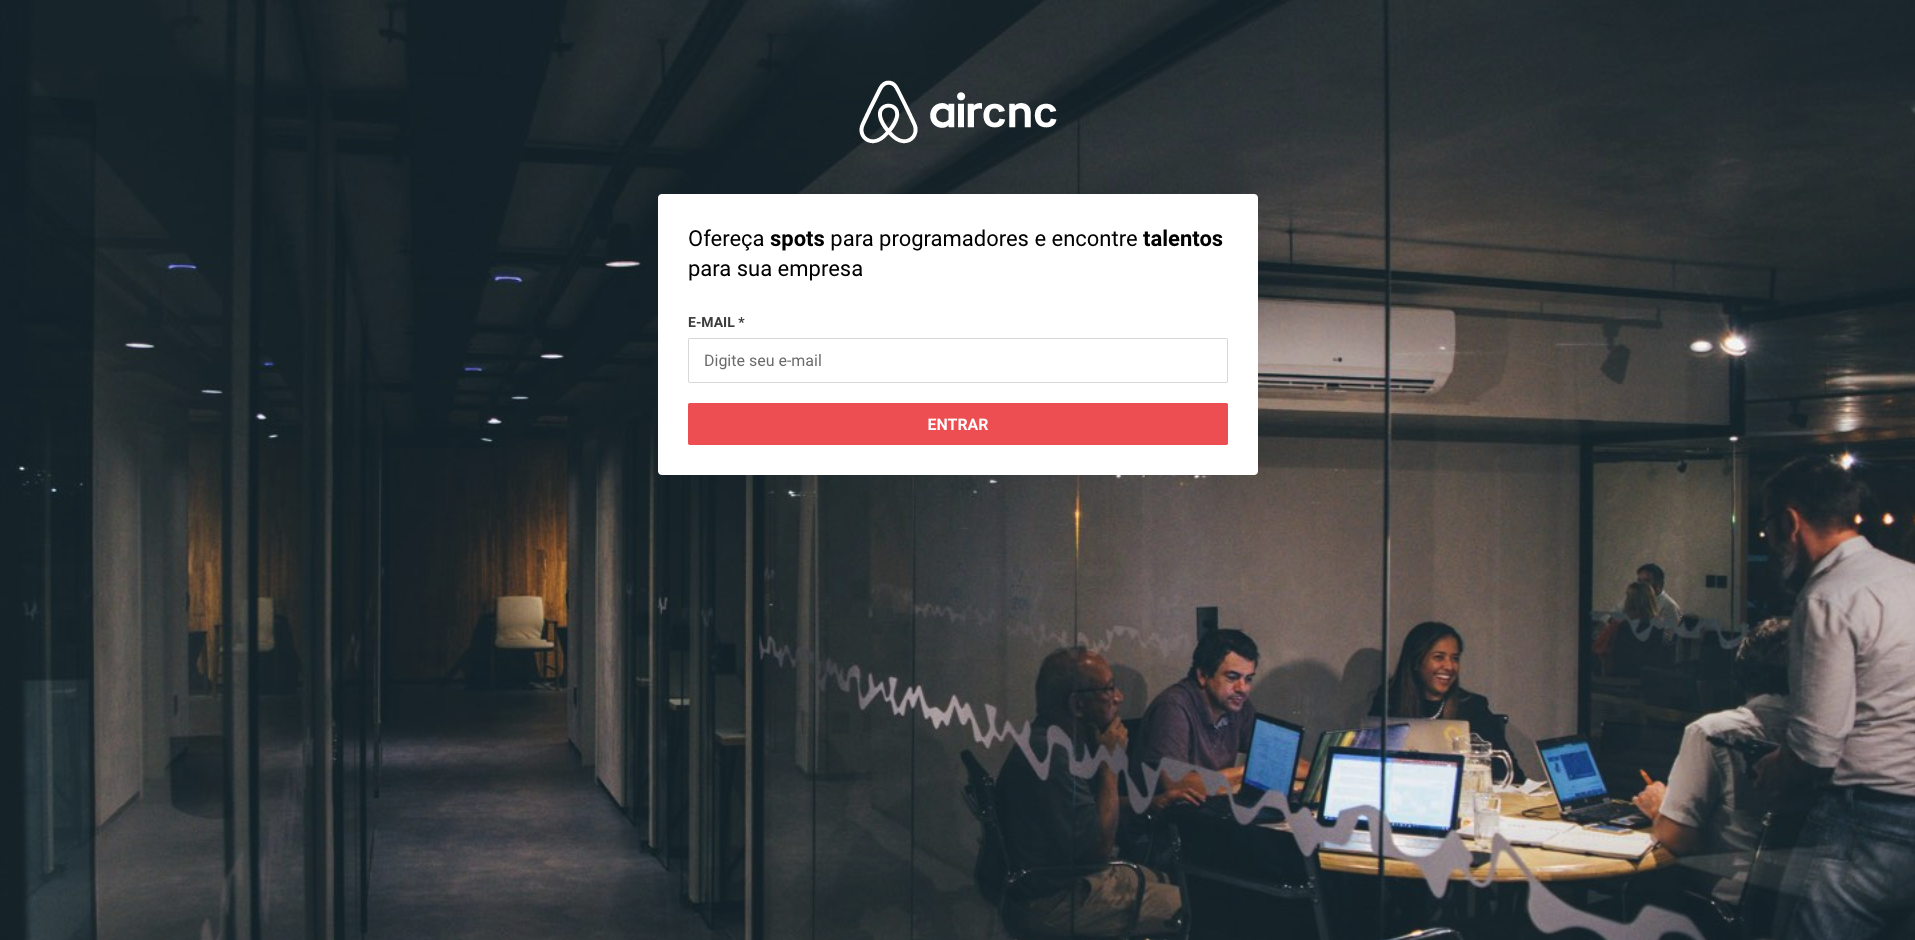 aircnc
Ofereça spots para programadores e encontre talentos
para sua empresa
E-MAIL *
Digite seu e-mail
ENTRAR